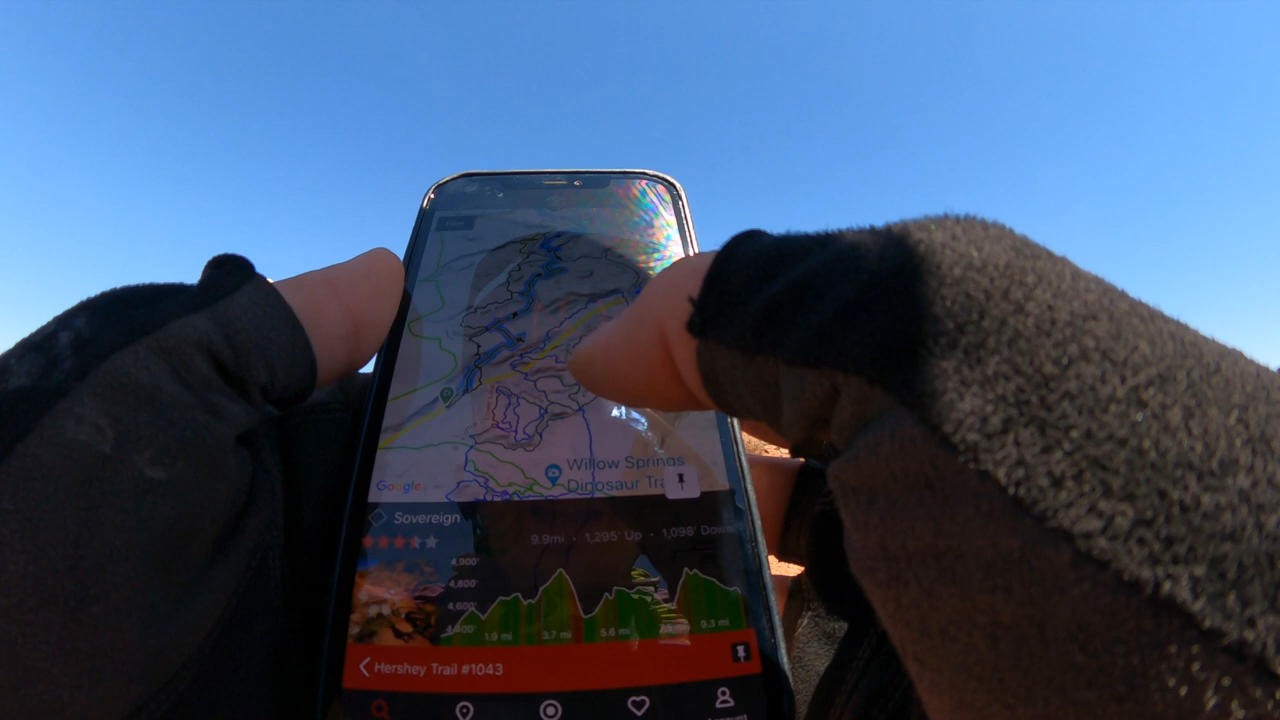 Willow Springs
Dinosaur Tra
Google
Sovereign
9.9mi · 1,295' Up · 1,098' Down
4,900'
4,800'
4,600'
4,400'
1.9 mi 3.7 mi 5.6 mi 9.3 mi
Hershey Trail #1043